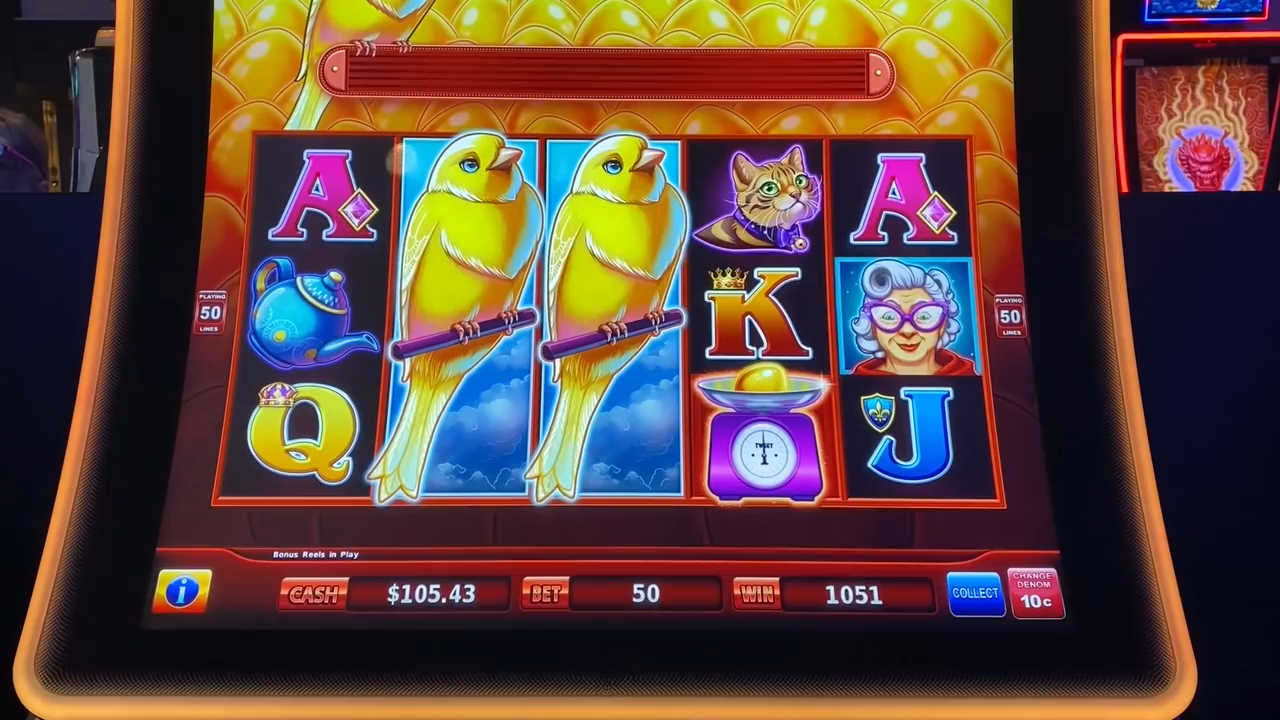 A
A
PLAYING
50
LINES
K
PLAYING
50
LINES
Q
TWEET
1
J
Bonus Reels In Play
i
CASH
$105.43
BET
50
WIN
1051
COLLECT
CHANGE
DENOM
10c